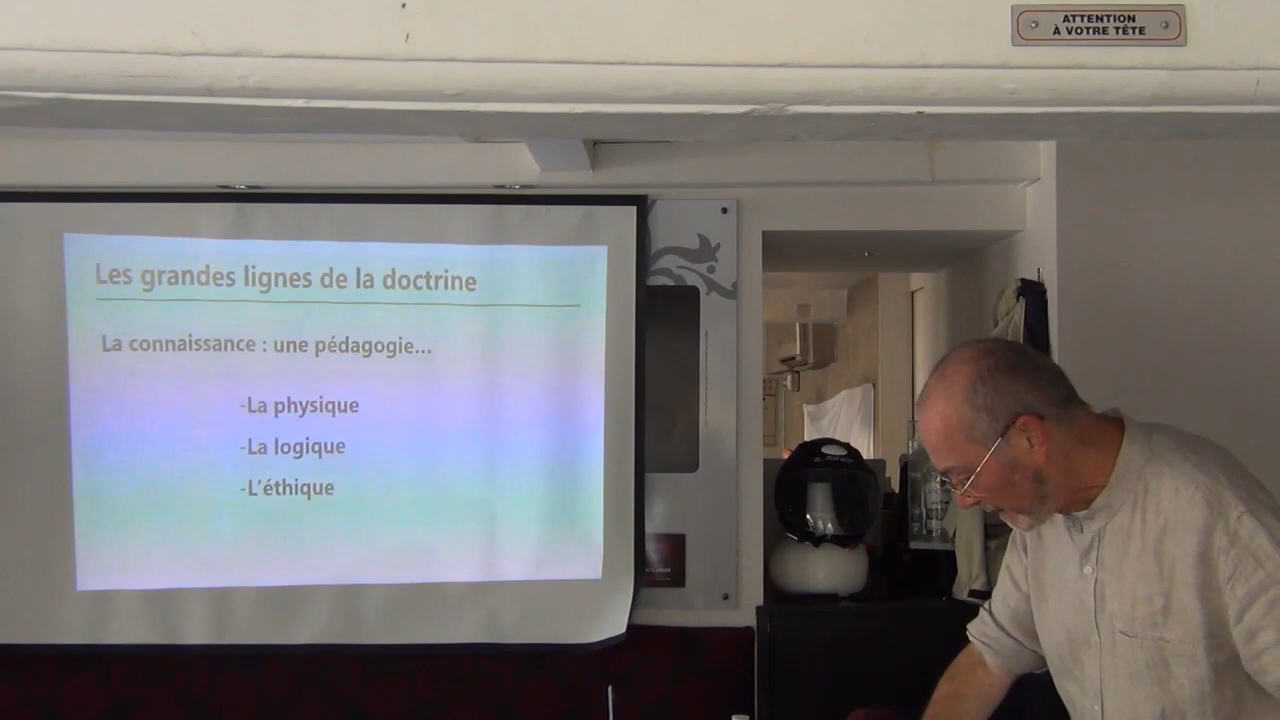 ATTENTION
À VOTRE TÊTE
Les grandes lignes de la doctrine
La connaissance : une pédagogie...
-La physique
-La logique
-L'éthique